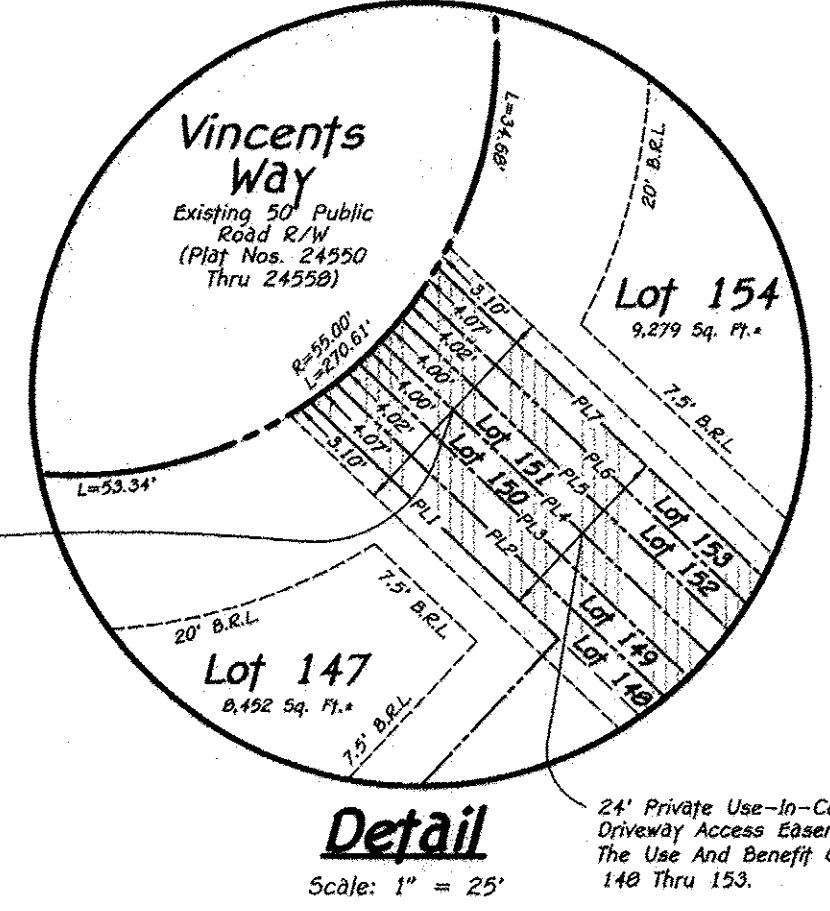 Vincents
Way
Existing 50' Public
Road R/W
(Plat Nos. 24550
Thru 24558)
L=34.68'
20' B.R.L.
Lot 154
9,279 Sq. Ft.*
7.5' B.R.L.
R=55.00'
L=270.61'
3.10'
4.07'
4.02'
4.00'
4.00'
4.02'
4.07'
3.10'
L=53.34'
PL7
PL6
PL5
PL4
PL3
PL2
PL1
Lot 151
Lot 150
Lot 153
Lot 152
Lot 149
Lot 148
20' B.R.L.
7.5' B.R.L.
Lot 147
8,452 Sq. Ft.*
7.5' B.R.L.
Detail
Scale: 1" = 25'
24' Private Use-In-Co
Driveway Access Easer
The Use And Benefit
148 Thru 153.